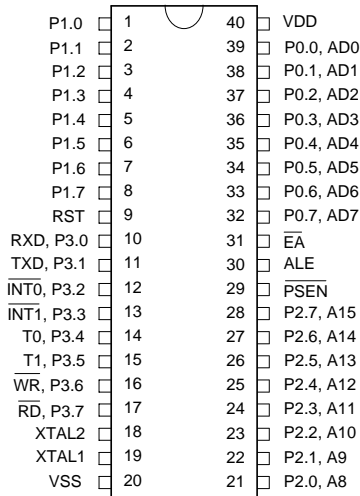 P1.0 1 40 VDD
P1.1 2 39 P0.0, AD0
P1.2 3 38 P0.1, AD1
P1.3 4 37 P0.2, AD2
P1.4 5 36 P0.3, AD3
P1.5 6 35 P0.4, AD4
P1.6 7 34 P0.5, AD5
P1.7 8 33 P0.6, AD6
RST 9 32 P0.7, AD7
RXD, P3.0 10 31 E̅A̅
TXD, P3.1 11 30 ALE
I̅N̅T̅0̅, P3.2 12 29 P̅S̅E̅N̅
I̅N̅T̅1̅, P3.3 13 28 P2.7, A15
T0, P3.4 14 27 P2.6, A14
T1, P3.5 15 26 P2.5, A13
W̅R̅, P3.6 16 25 P2.4, A12
R̅D̅, P3.7 17 24 P2.3, A11
XTAL2 18 23 P2.2, A10
XTAL1 19 22 P2.1, A9
VSS 20 21 P2.0, A8